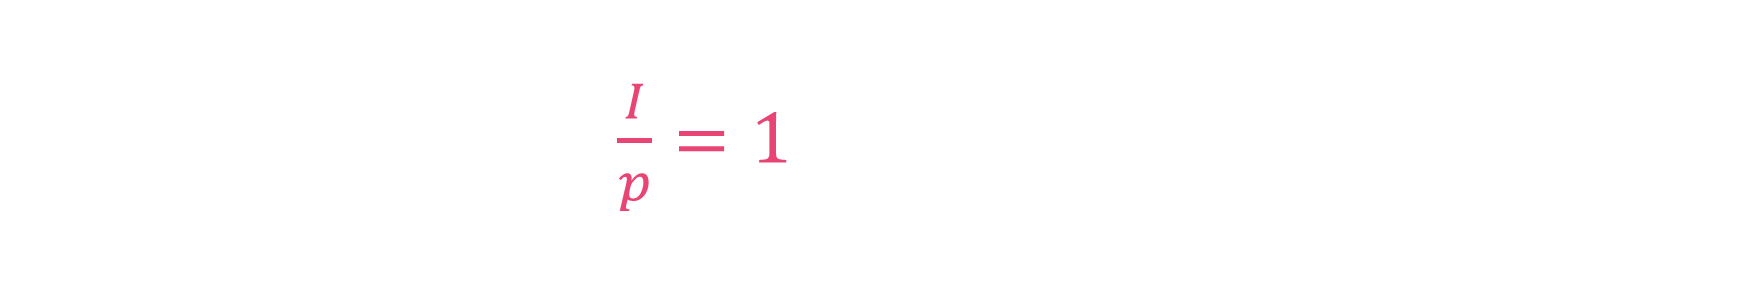 I/p = 1